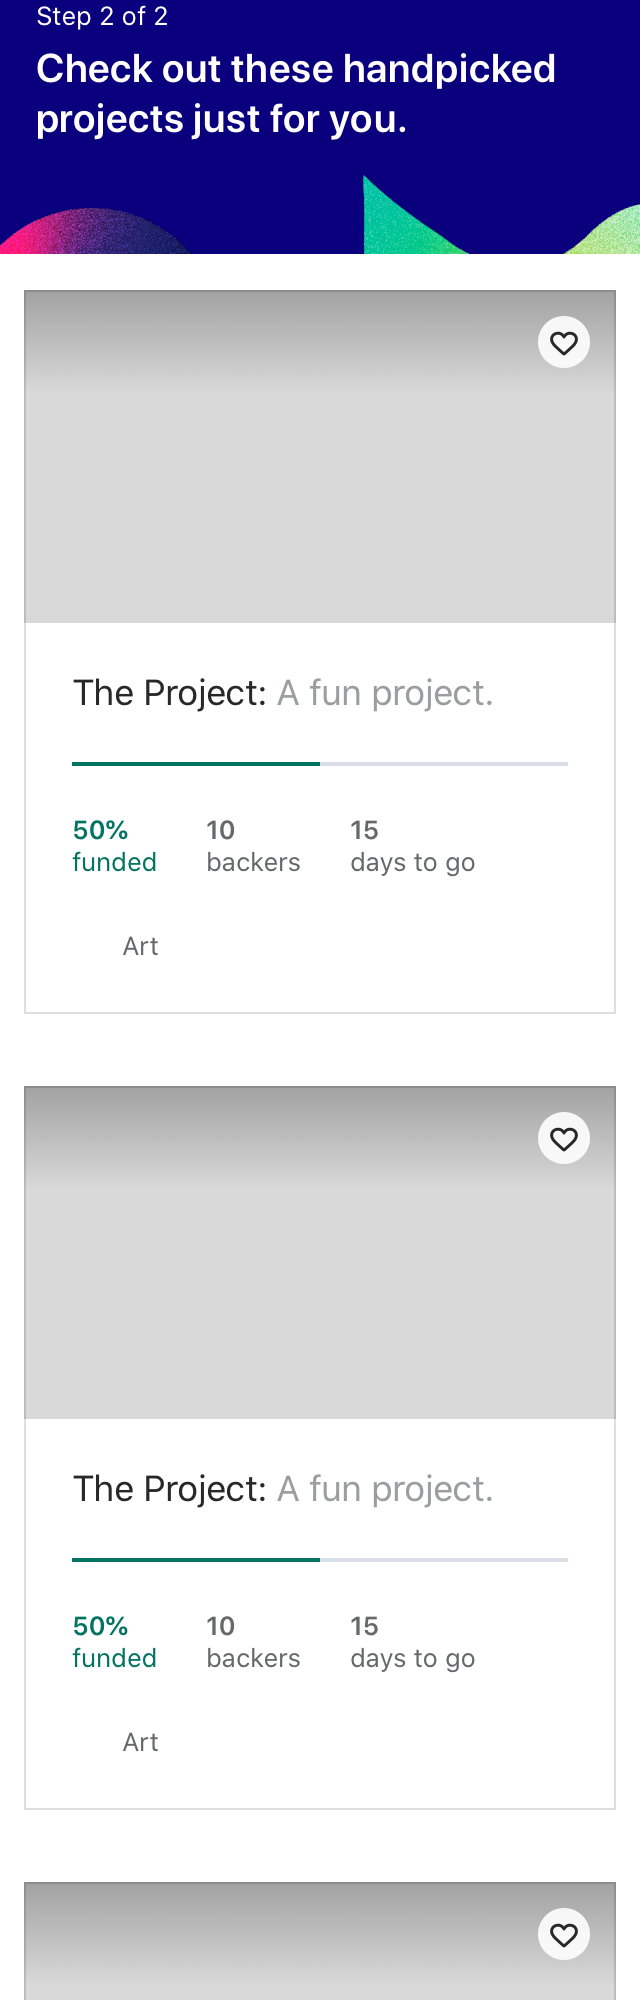 Step 2 of 2
Check out these handpicked
projects just for you.
The Project: A fun project.
50% 10 15
funded backers days to go
Art
The Project: A fun project.
50% 10 15
funded backers days to go
Art